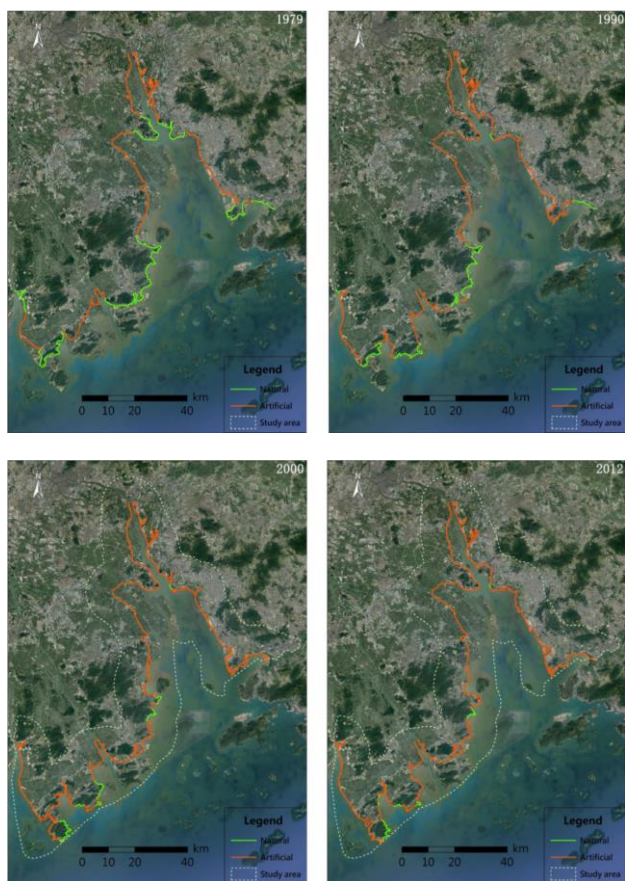 1979
N
Legend
Natural
Artificial
Study area
km
0 10 20 40
1990
N
Legend
Natural
Artificial
Study area
km
0 10 20 40
2000
N
Legend
Natural
Artificial
Study area
km
0 10 20 40
2012
N
Legend
Natural
Artificial
Study area
km
0 10 20 40